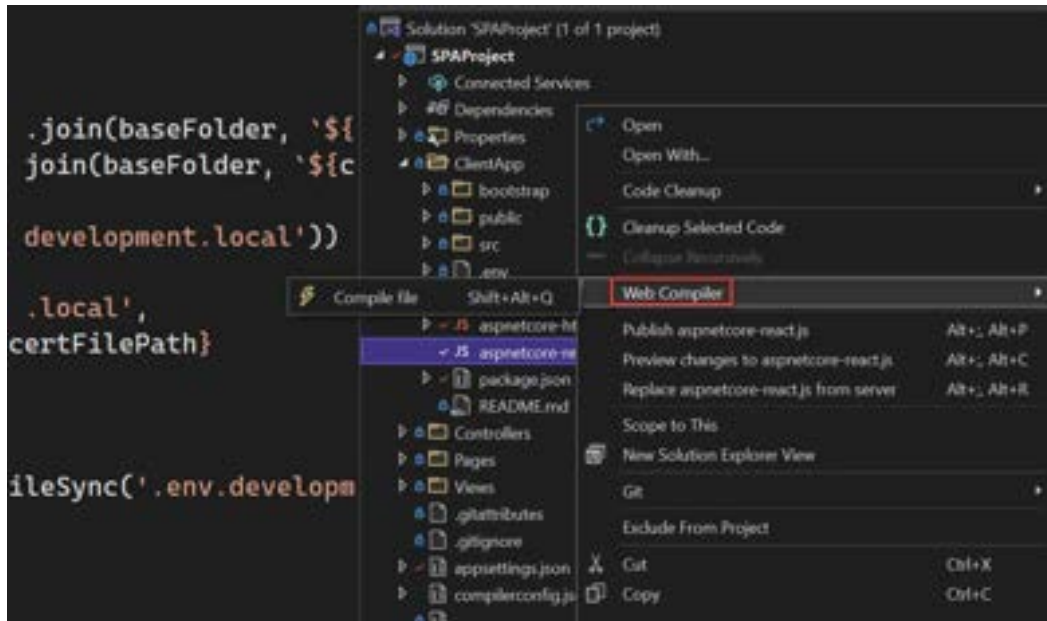 .join(baseFolder, `${
join(baseFolder, `${c
development.local'))
.local',
certFilePath}
ileSync('.env.developm
Solution 'SPAProject' (1 of 1 project)
SPAProject
Connected Services
Dependencies
Properties
ClientApp
bootstrap
public
src
.env
JS aspnetcore-ht
JS aspnetcore-re
package.json
README.md
Controllers
Pages
Views
.gitattributes
.gitignore
appsettings.json
compilerconfig.js
Compile file Shift+Alt+Q
Open
Open With...
Code Cleanup
Cleanup Selected Code
Collapse Recursively
Web Compiler
Publish aspnetcore-react.js Alt+;, Alt+P
Preview changes to aspnetcore-react.js Alt+;, Alt+C
Replace aspnetcore-react.js from server Alt+;, Alt+R
Scope to This
New Solution Explorer View
Git
Exclude From Project
Cut Ctrl+X
Copy Ctrl+C